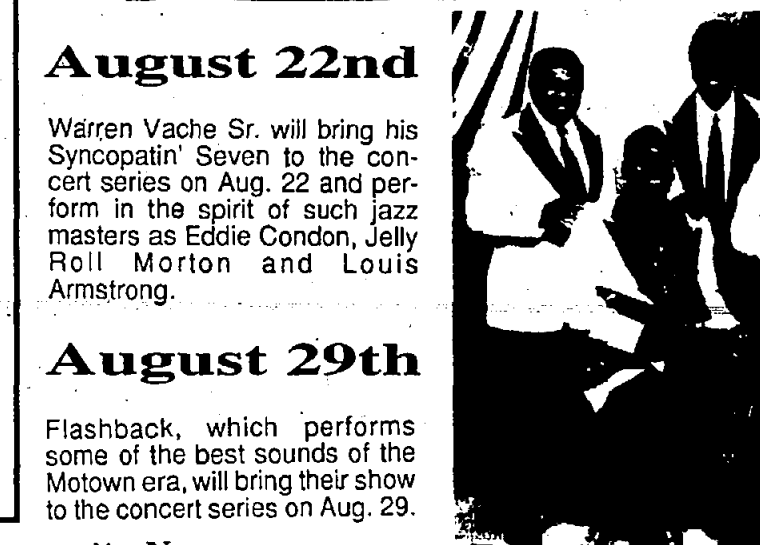 August 22nd
Warren Vache Sr. will bring his
Syncopatin' Seven to the con-
cert series on Aug. 22 and per-
form in the spirit of such jazz
masters as Eddie Condon, Jelly
Roll Morton and Louis
Armstrong.
August 29th
Flashback, which performs
some of the best sounds of the
Motown era, will bring their show
to the concert series on Aug. 29.